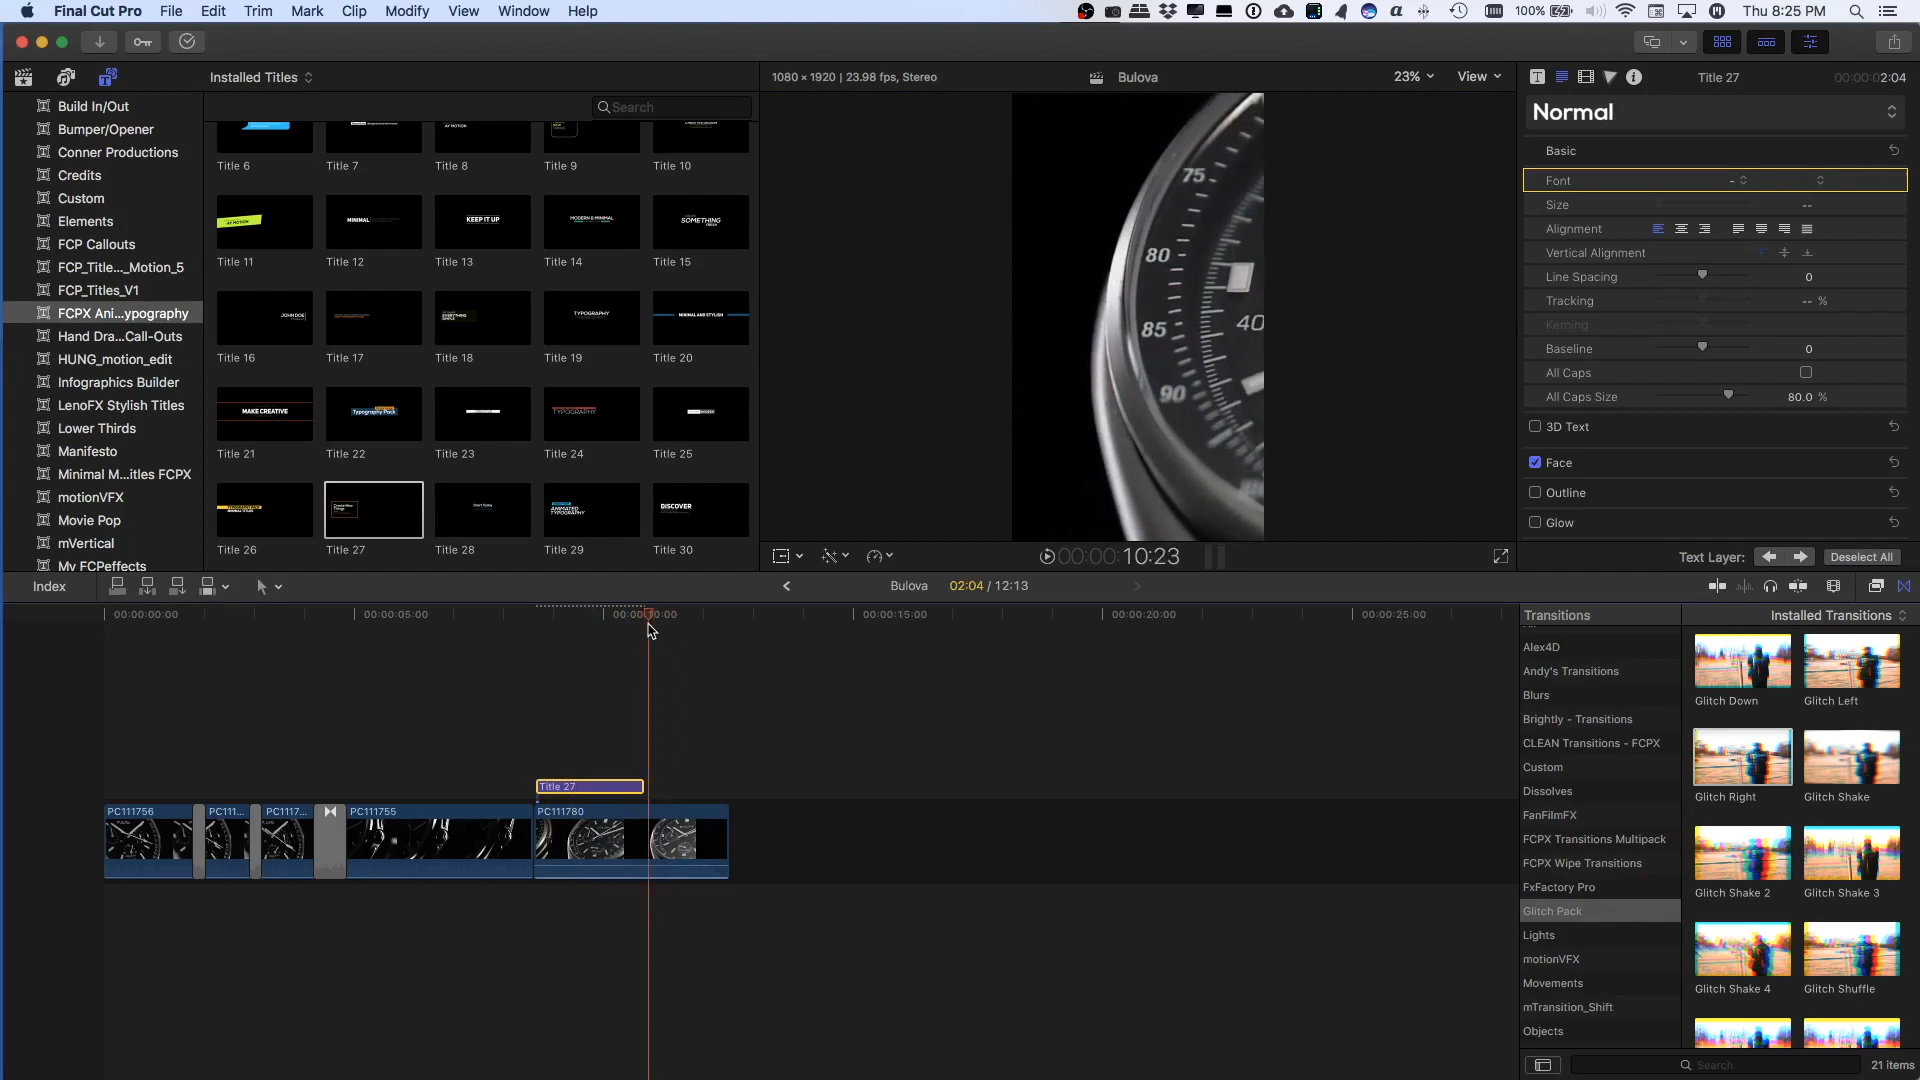 Final Cut Pro File Edit Trim Mark Clip Modify View Window Help 100% Thu 8:25 PM
Installed Titles
1080 × 1920 | 23.98 fps, Stereo
Bulova
23%
View
Title 27
00:00:02:04
Search
Normal
Build In/Out
Bumper/Opener
Conner Productions
Credits
Custom
Elements
FCP Callouts
FCP_Title..._Motion_5
FCP_Titles_V1
FCPX Ani...ypography
Hand Dra...Call-Outs
HUNG_motion_edit
Infographics Builder
LenoFX Stylish Titles
Lower Thirds
Manifesto
Minimal M...itles FCPX
motionVFX
Movie Pop
mVertical
My FCPeffects
AY MOTION
Title 6 Title 7 Title 8 Title 9 Title 10
AY MOTION MINIMAL KEEP IT UP MODERN & MINIMAL SOMETHING
Title 11 Title 12 Title 13 Title 14 Title 15
JOHN DOE EVERYTHING TYPOGRAPHY MINIMAL AND STYLISH
Title 16 Title 17 Title 18 Title 19 Title 20
MAKE CREATIVE Typography Pack TYPOGRAPHY
Title 21 Title 22 Title 23 Title 24 Title 25
TYPOGRAPHY PACK
MINIMAL TITLES
Create New
Things
Start Today
ANIMATED
TYPOGRAPHY
DISCOVER
Title 26 Title 27 Title 28 Title 29 Title 30
75
80
85
90
40
00:00:10:23
Basic
Font -
Size --
Alignment
Vertical Alignment
Line Spacing 0
Tracking -- %
Kerning
Baseline 0
All Caps
All Caps Size 80.0 %
3D Text
Face
Outline
Glow
Text Layer: Deselect All
Index
Bulova 02:04 / 12:13
00:00:00:00 00:00:05:00 00:00:10:00 00:00:15:00 00:00:20:00 00:00:25:00
Title 27
PC111756 PC111... PC1117... PC111755 PC111780
Transitions
Installed Transitions
Alex4D
Andy's Transitions
Blurs
Brightly - Transitions
CLEAN Transitions - FCPX
Custom
Dissolves
FanFilmFX
FCPX Transitions Multipack
FCPX Wipe Transitions
FxFactory Pro
Glitch Pack
Lights
motionVFX
Movements
mTransition_Shift
Objects
Glitch Down Glitch Left
Glitch Right Glitch Shake
Glitch Shake 2 Glitch Shake 3
Glitch Shake 4 Glitch Shuffle
Search
21 items